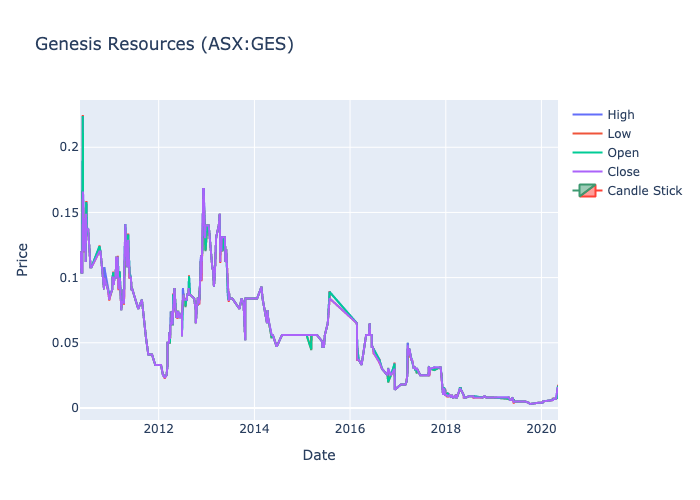 Genesis Resources (ASX:GES)
High
Low
Open
Close
Candle Stick
Price
0.2
0.15
0.1
0.05
0
2012
2014
2016
2018
2020
Date